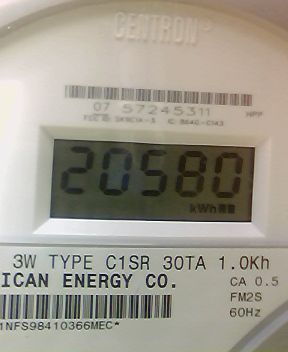 CENTRON
07 57245311
HPP
20580
kWh
3W TYPE C1SR 30TA 1.0Kh
ICAN ENERGY CO.
CA 0.5
FM2S
60Hz
1NFS98410366MEC*